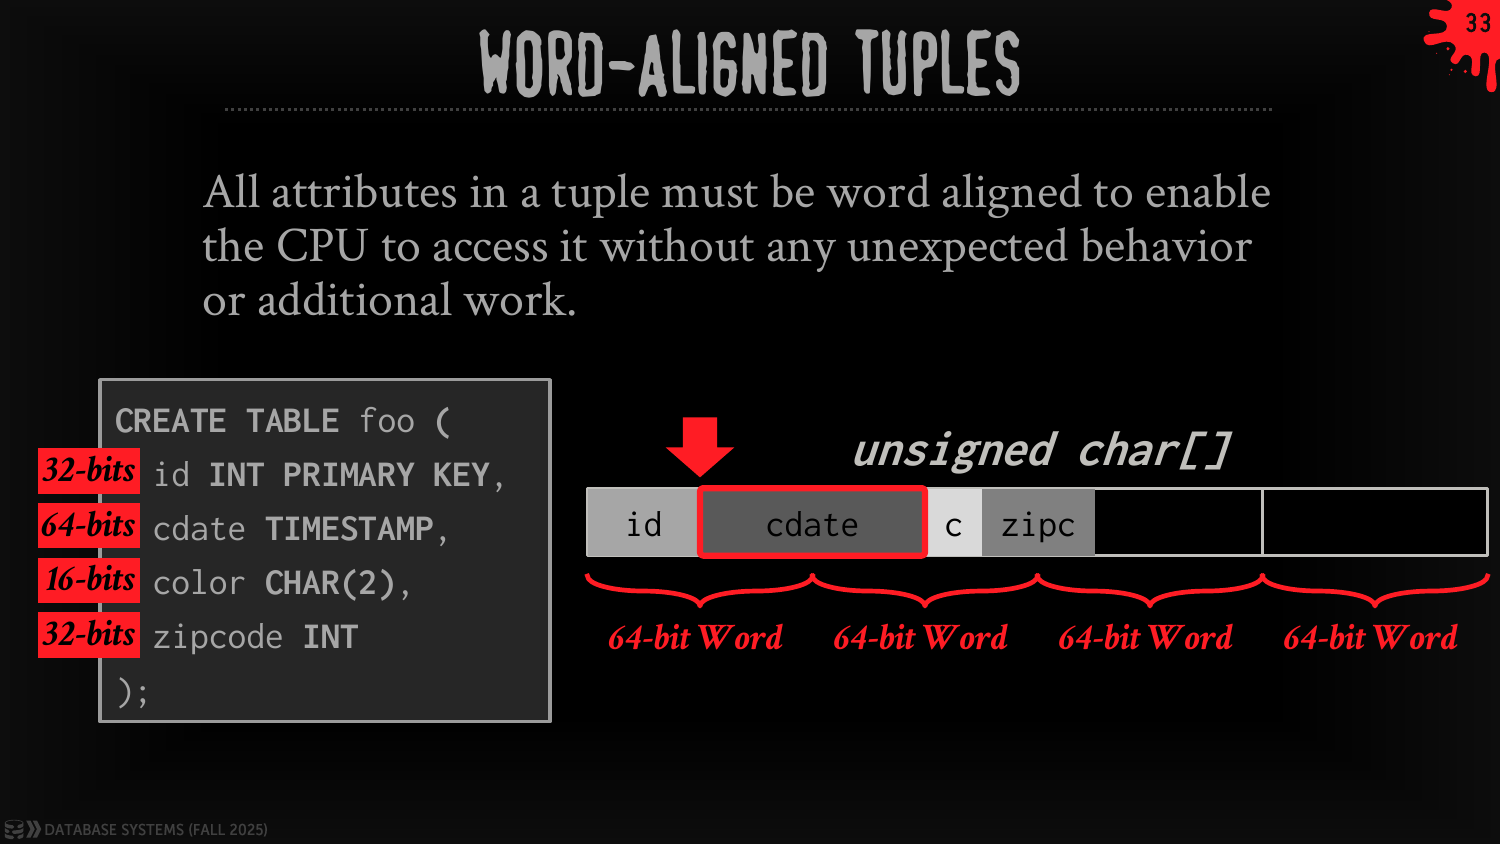 33
WORD-ALIGNED TUPLES
All attributes in a tuple must be word aligned to enable
the CPU to access it without any unexpected behavior
or additional work.
CREATE TABLE foo (
32-bits id INT PRIMARY KEY,
64-bits cdate TIMESTAMP,
16-bits color CHAR(2),
32-bits zipcode INT
);
unsigned char[]
id cdate c zipc
64-bit Word 64-bit Word 64-bit Word 64-bit Word
DATABASE SYSTEMS (FALL 2025)